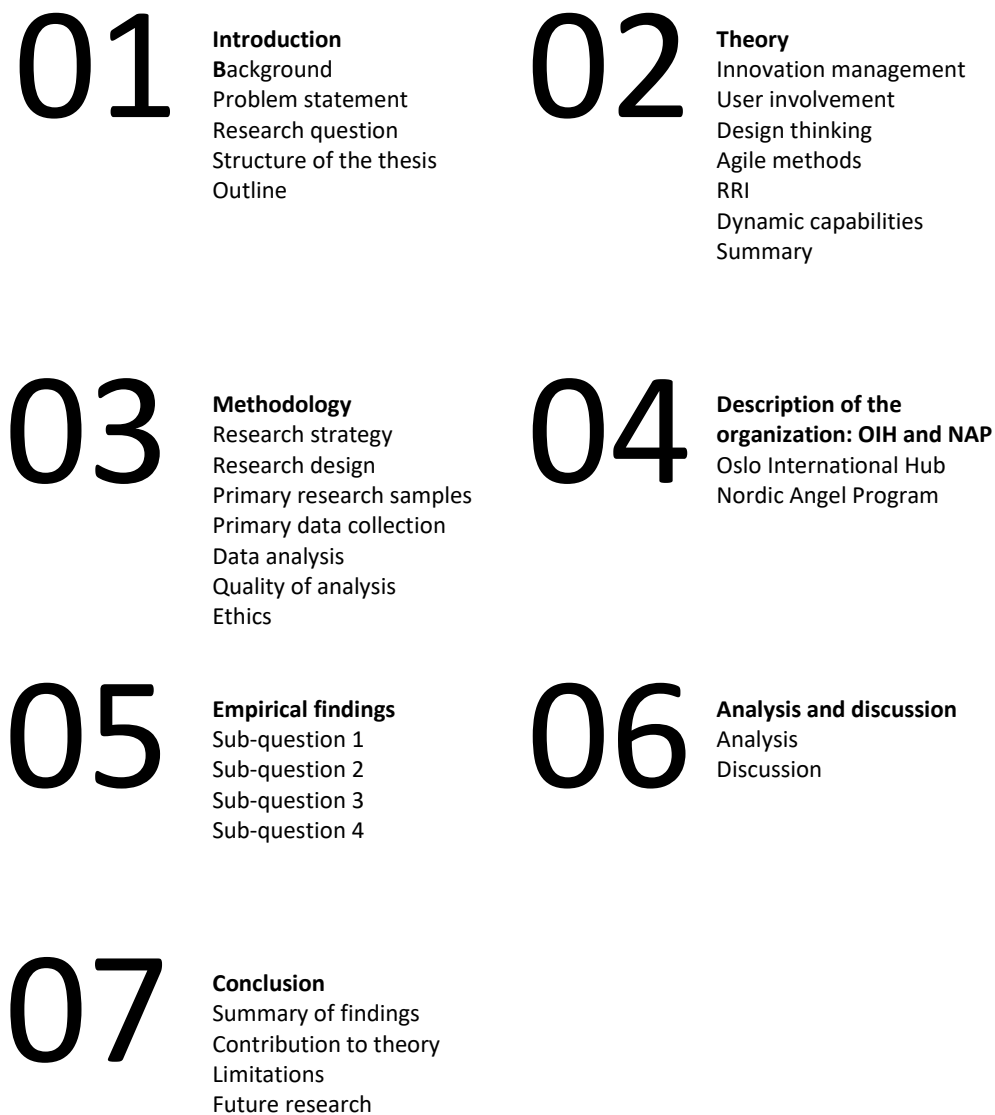 01
Introduction
Background
Problem statement
Research question
Structure of the thesis
Outline
02
Theory
Innovation management
User involvement
Design thinking
Agile methods
RRI
Dynamic capabilities
Summary
03
Methodology
Research strategy
Research design
Primary research samples
Primary data collection
Data analysis
Quality of analysis
Ethics
04
Description of the
organization: OIH and NAP
Oslo International Hub
Nordic Angel Program
05
Empirical findings
Sub-question 1
Sub-question 2
Sub-question 3
Sub-question 4
06
Analysis and discussion
Analysis
Discussion
07
Conclusion
Summary of findings
Contribution to theory
Limitations
Future research